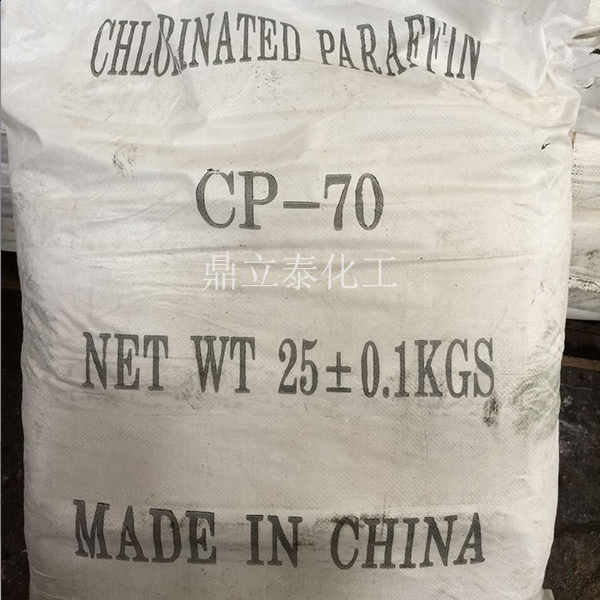 CHLORINATED PARAFFIN
CP-70
鼎立泰化工
NET WT 25±0.1KGS
MADE IN CHINA